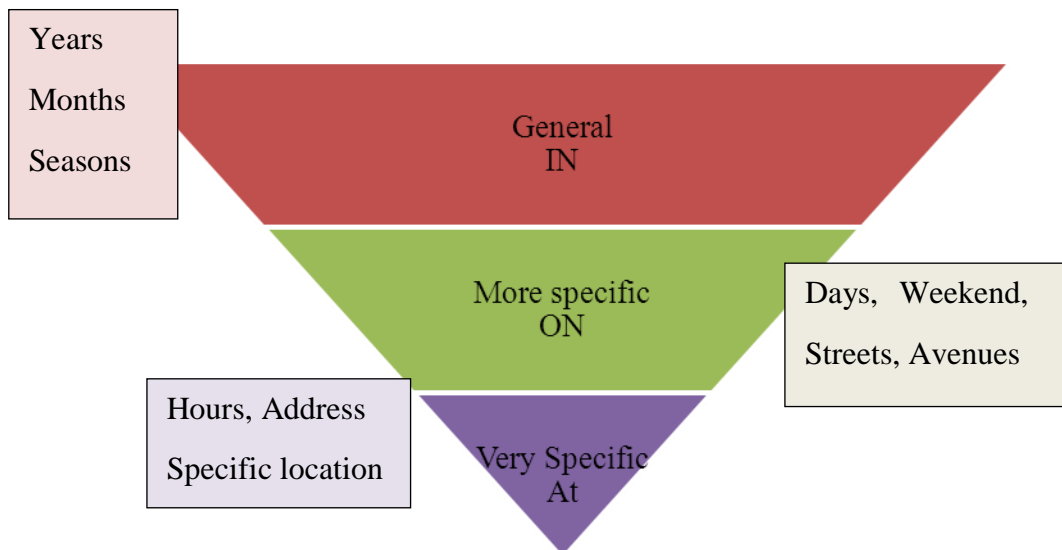 Years
Months
Seasons
General
IN
More specific
ON
Days, Weekend,
Streets, Avenues
Hours, Address
Specific location
Very Specific
At